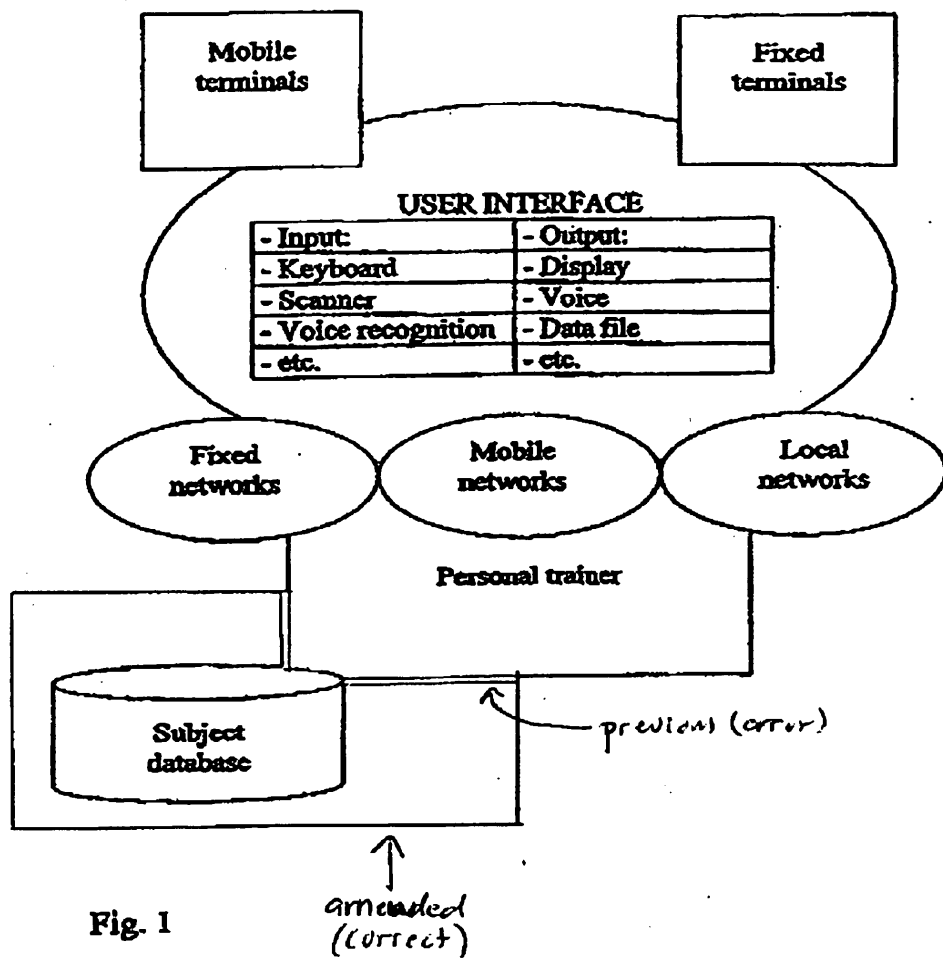 Mobile
terminals
Fixed
terminals
USER INTERFACE
- Input:
- Output:
- Keyboard
- Display
- Scanner
- Voice
- Voice recognition
- Data file
- etc.
- etc.
Fixed
networks
Mobile
networks
Local
networks
Personal trainer
Subject
database
previous (error)
amended
(correct)
Fig. 1